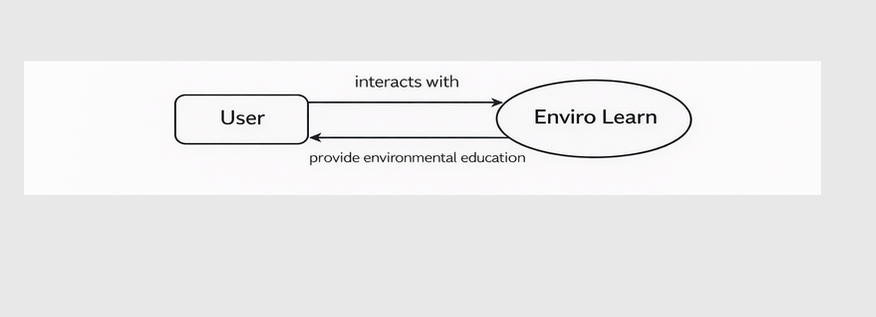 interacts with
User
Enviro Learn
provide environmental education